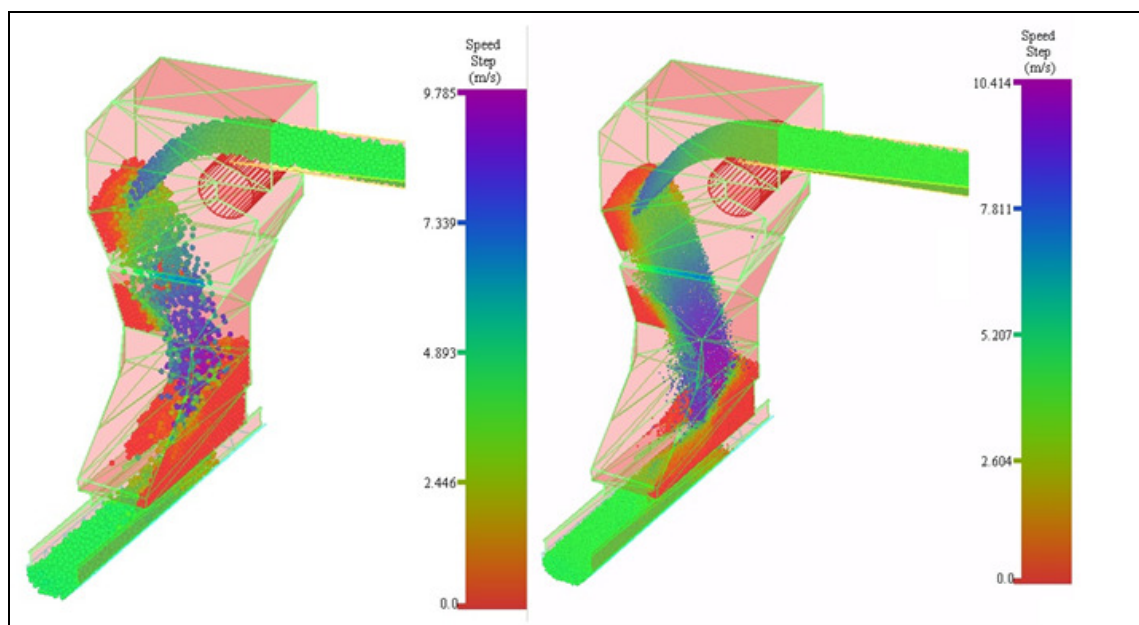 Speed
Step
(m/s)
9.785
7.339
4.893
2.446
0.0
Speed
Step
(m/s)
10.414
7.811
5.207
2.604
0.0